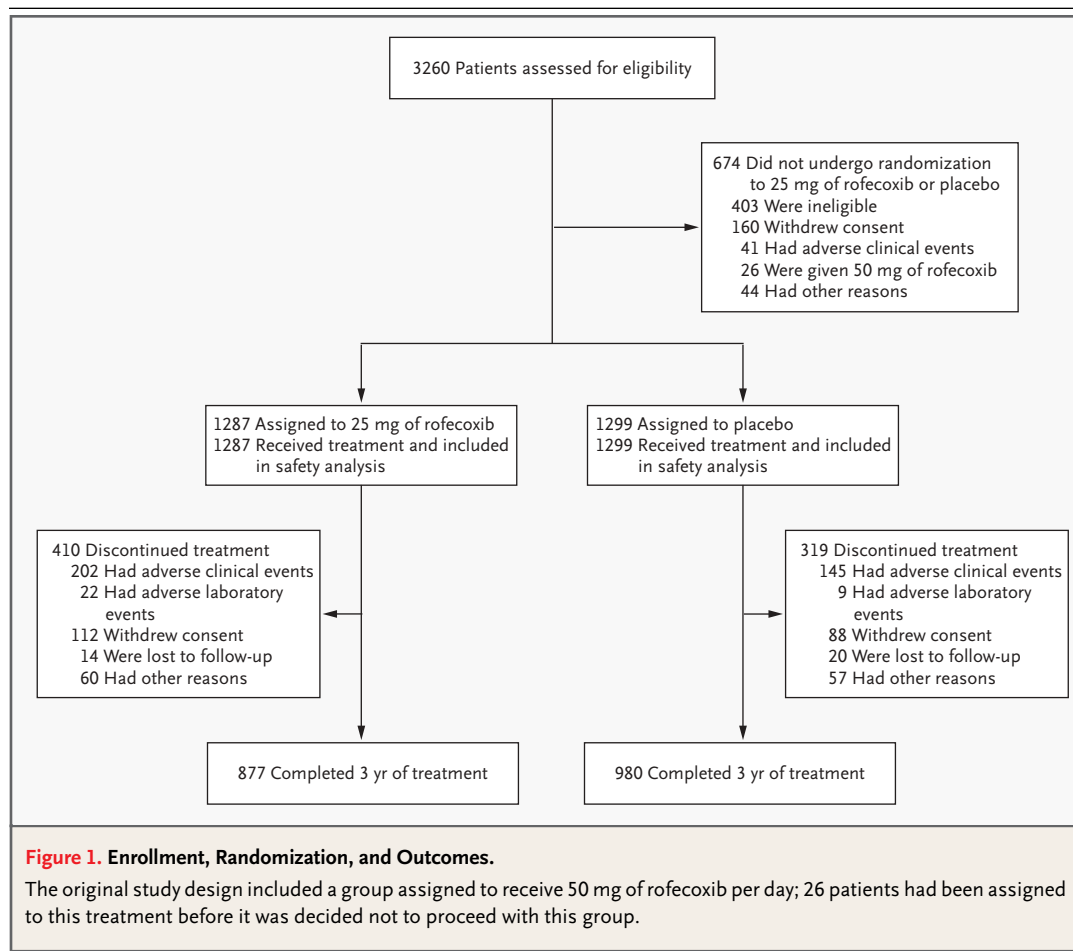 3260 Patients assessed for eligibility
674 Did not undergo randomization
to 25 mg of rofecoxib or placebo
403 Were ineligible
160 Withdrew consent
41 Had adverse clinical events
26 Were given 50 mg of rofecoxib
44 Had other reasons
1287 Assigned to 25 mg of rofecoxib
1287 Received treatment and included
in safety analysis
1299 Assigned to placebo
1299 Received treatment and included
in safety analysis
410 Discontinued treatment
202 Had adverse clinical events
22 Had adverse laboratory
events
112 Withdrew consent
14 Were lost to follow-up
60 Had other reasons
319 Discontinued treatment
145 Had adverse clinical events
9 Had adverse laboratory
events
88 Withdrew consent
20 Were lost to follow-up
57 Had other reasons
877 Completed 3 yr of treatment
980 Completed 3 yr of treatment
Figure 1. Enrollment, Randomization, and Outcomes.
The original study design included a group assigned to receive 50 mg of rofecoxib per day; 26 patients had been assigned
to this treatment before it was decided not to proceed with this group.